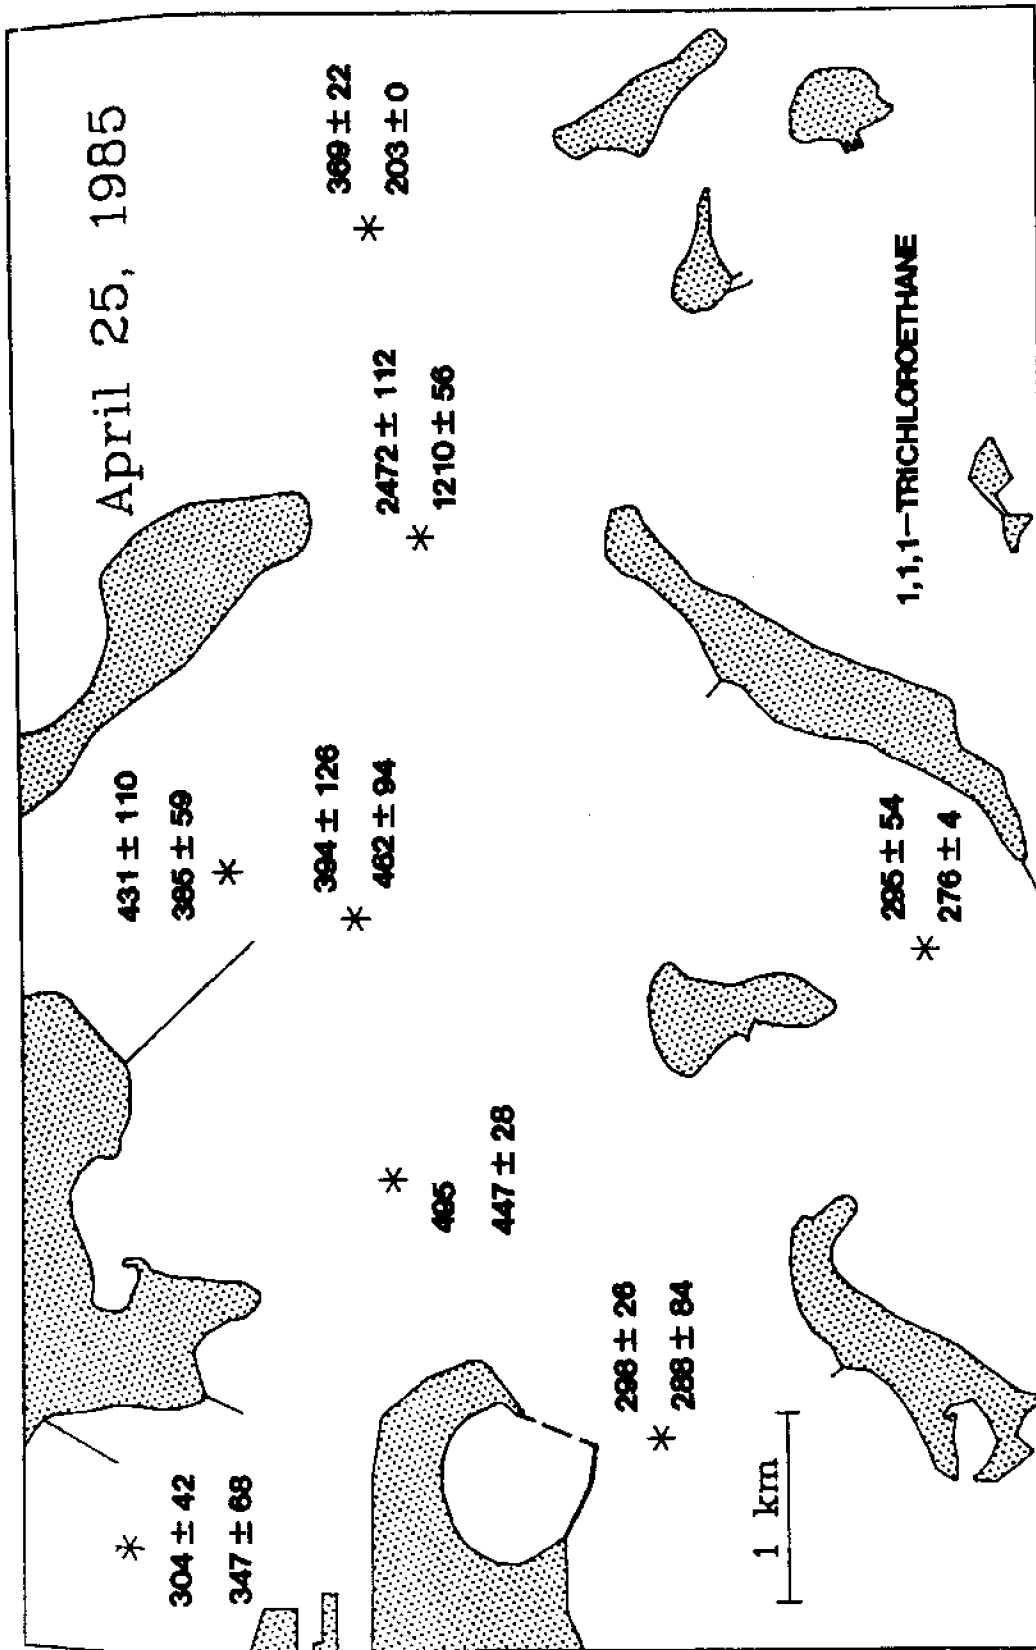 April 25, 1985
304 ± 42
347 ± 68
431 ± 110
385 ± 59
394 ± 126
462 ± 94
369 ± 22
203 ± 0
2472 ± 112
1210 ± 56
495
447 ± 28
298 ± 26
288 ± 84
295 ± 54
276 ± 4
1 km
1,1,1-TRICHLOROETHANE